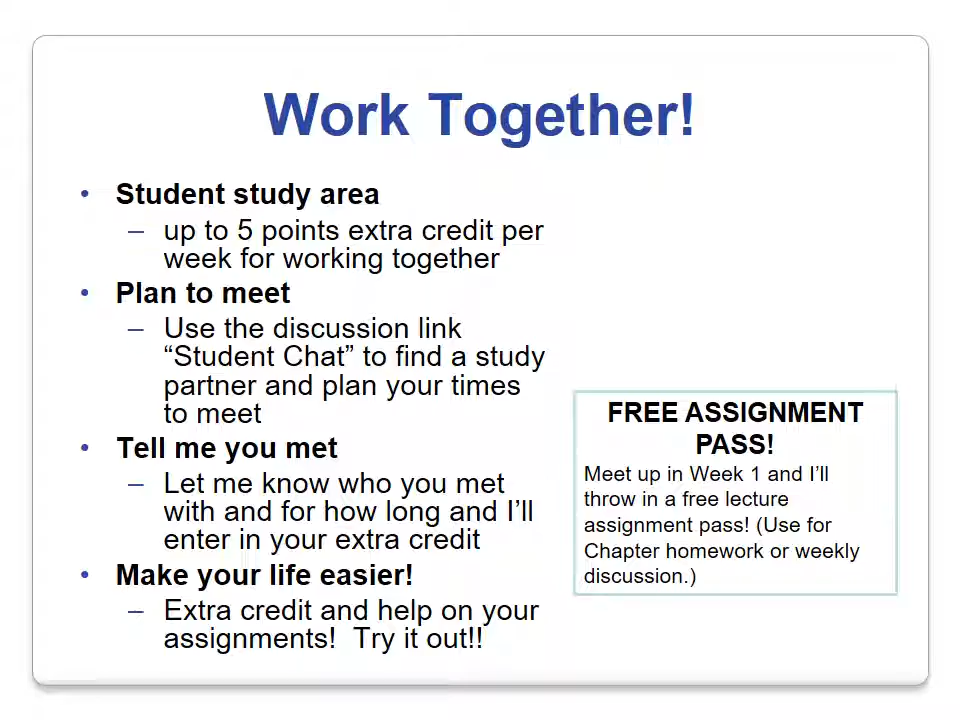 Work Together!
• Student study area
– up to 5 points extra credit per
week for working together
• Plan to meet
– Use the discussion link
“Student Chat” to find a study
partner and plan your times
to meet
• Tell me you met
– Let me know who you met
with and for how long and I’ll
enter in your extra credit
• Make your life easier!
– Extra credit and help on your
assignments!  Try it out!!
FREE ASSIGNMENT
PASS!
Meet up in Week 1 and I’ll
throw in a free lecture
assignment pass! (Use for
Chapter homework or weekly
discussion.)